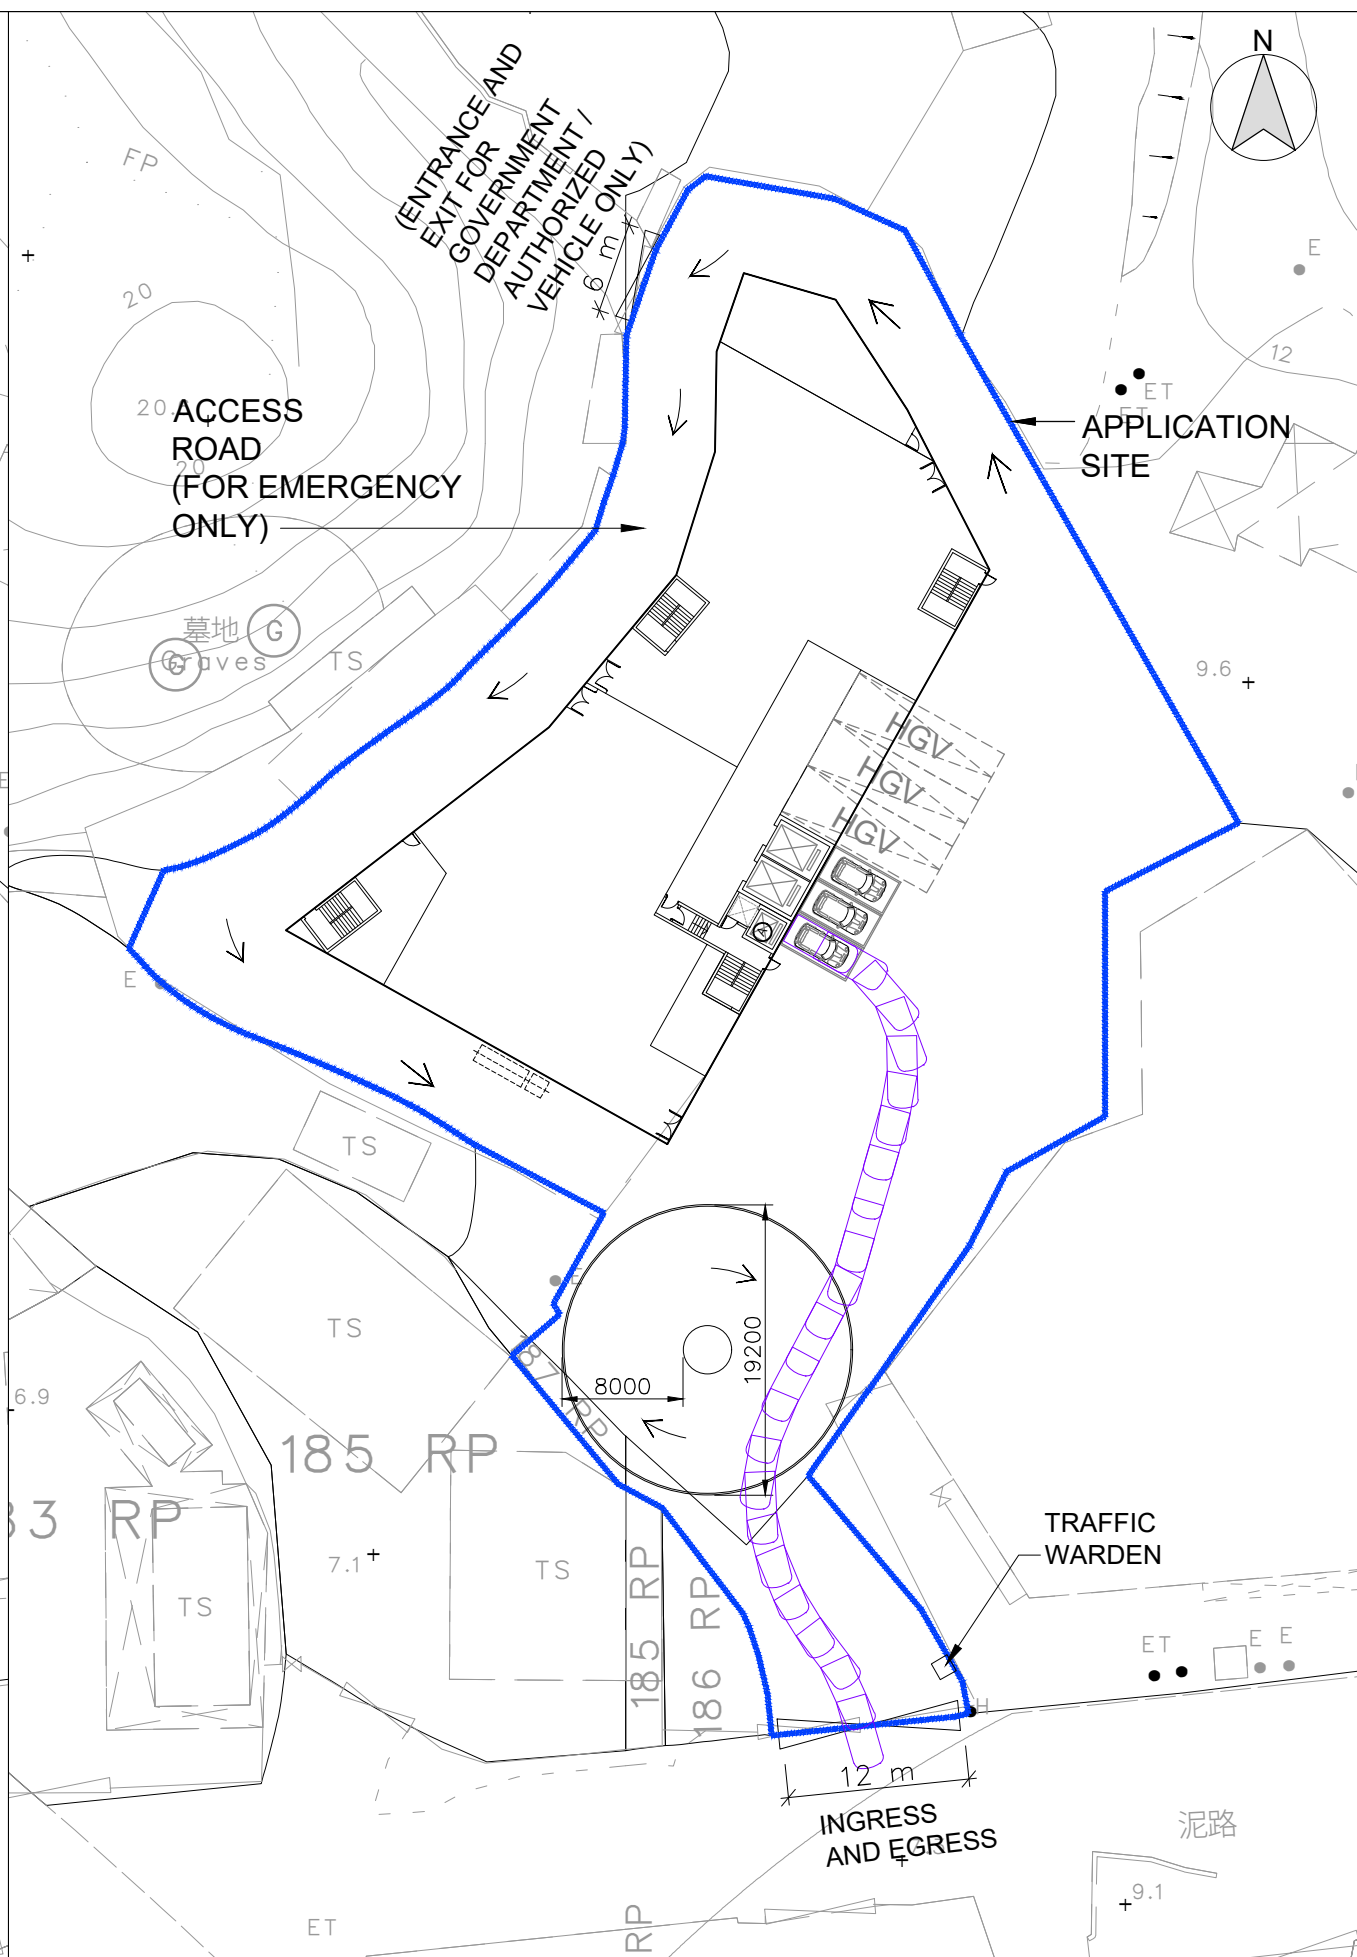 (ENTRANCE AND
EXIT FOR
GOVERNMENT
DEPARTMENT /
AUTHORIZED
VEHICLE ONLY)
6 m
N
FP
E
20
12
20.
ET
ET
ACCESS
ROAD
(FOR EMERGENCY
ONLY)
20
APPLICATION
SITE
墓地
G
G
Graves
TS
9.6
HGV
HGV
HGV
A
E
TS
E
TS
19200
8000
187 RP
6.9
185 RP
83 RP
7.1
TS
TS
185 RP
186 RP
TRAFFIC
WARDEN
ET
E
E
H
12 m
INGRESS
AND EGRESS
泥路
9.1
ET
RP